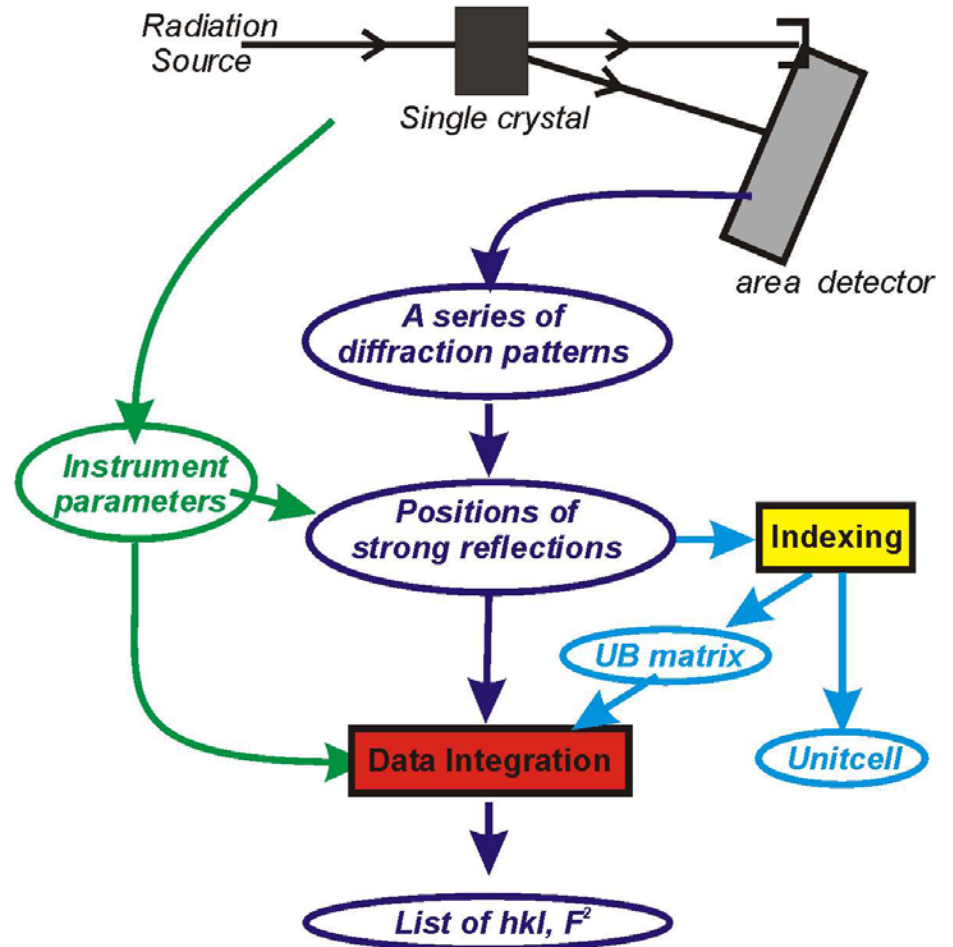 Radiation
Source
Single crystal
area detector
A series of
diffraction patterns
Instrument
parameters
Positions of
strong reflections
Indexing
UB matrix
Data Integration
Unitcell
List of hkl, F²